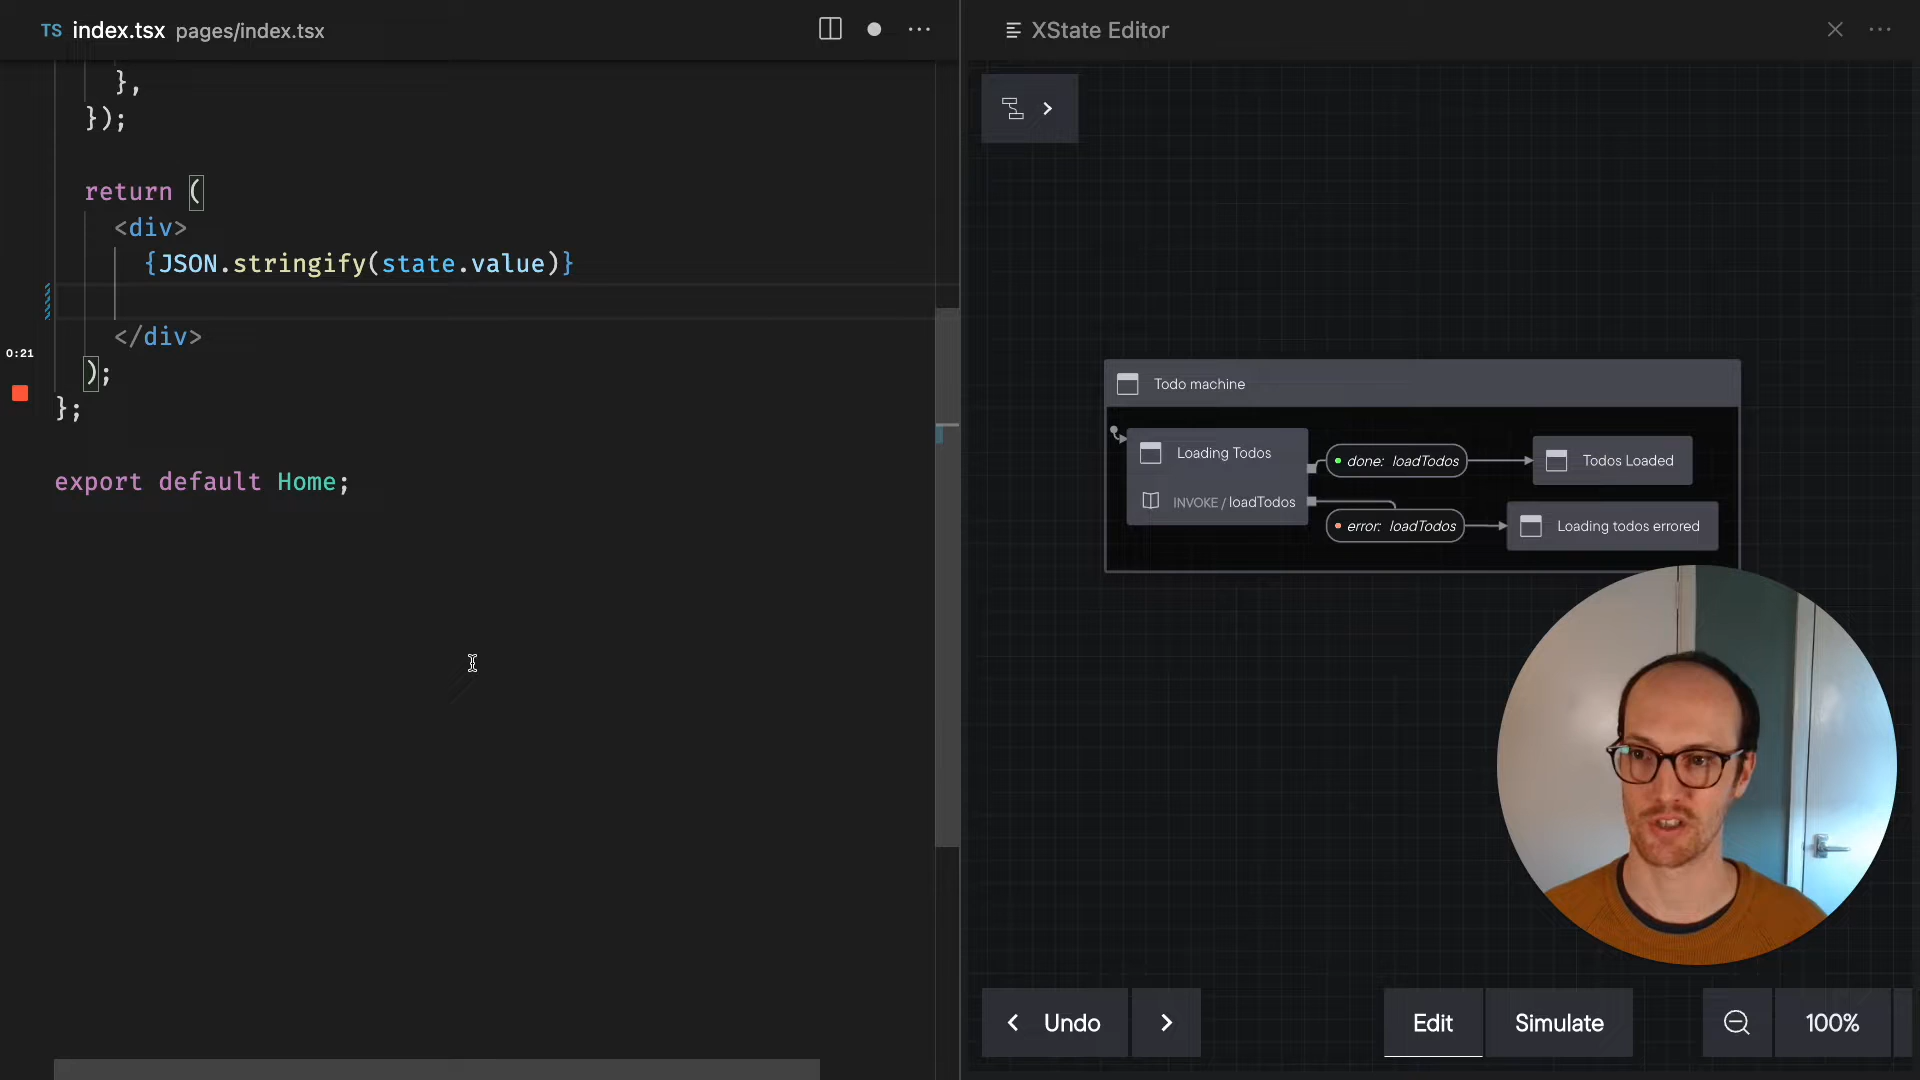 TS index.tsx pages/index.tsx
},
});
return (
<div>
{JSON.stringify(state.value)}
</div>
);
};
export default Home;
0:21
XState Editor
Todo machine
Loading Todos
INVOKE / loadTodos
done: loadTodos
Todos Loaded
error: loadTodos
Loading todos errored
Undo
Edit
Simulate
100%